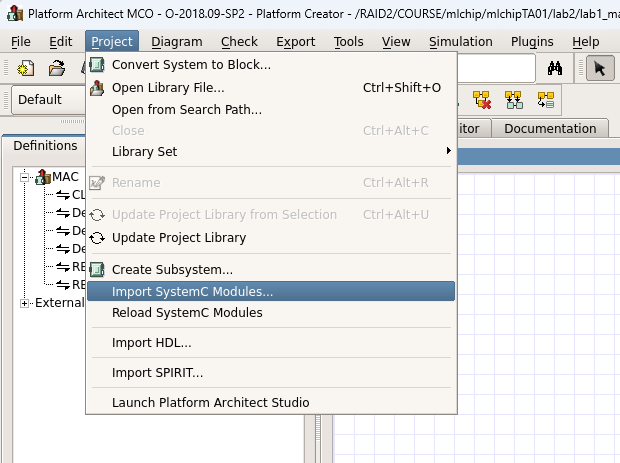 Platform Architect MCO - O-2018.09-SP2 - Platform Creator - /RAID2/COURSE/mlchip/mlchipTA01/lab2/lab1_ma
File Edit Project Diagram Check Export Tools View Simulation Window Help
Default
Convert System to Block...
Open Library File... Ctrl+Shift+O
Open from Search Path...
Close Ctrl+Alt+C
itor Documentation
Definitions
Library Set
MAC
Rename Ctrl+Alt+R
CL
De
Update Project Library from Selection Ctrl+Alt+U
De
Update Project Library
De
RE
Create Subsystem...
RE
Import SystemC Modules...
External
Reload SystemC Modules
Import HDL...
Import SPIRIT...
Launch Platform Architect Studio